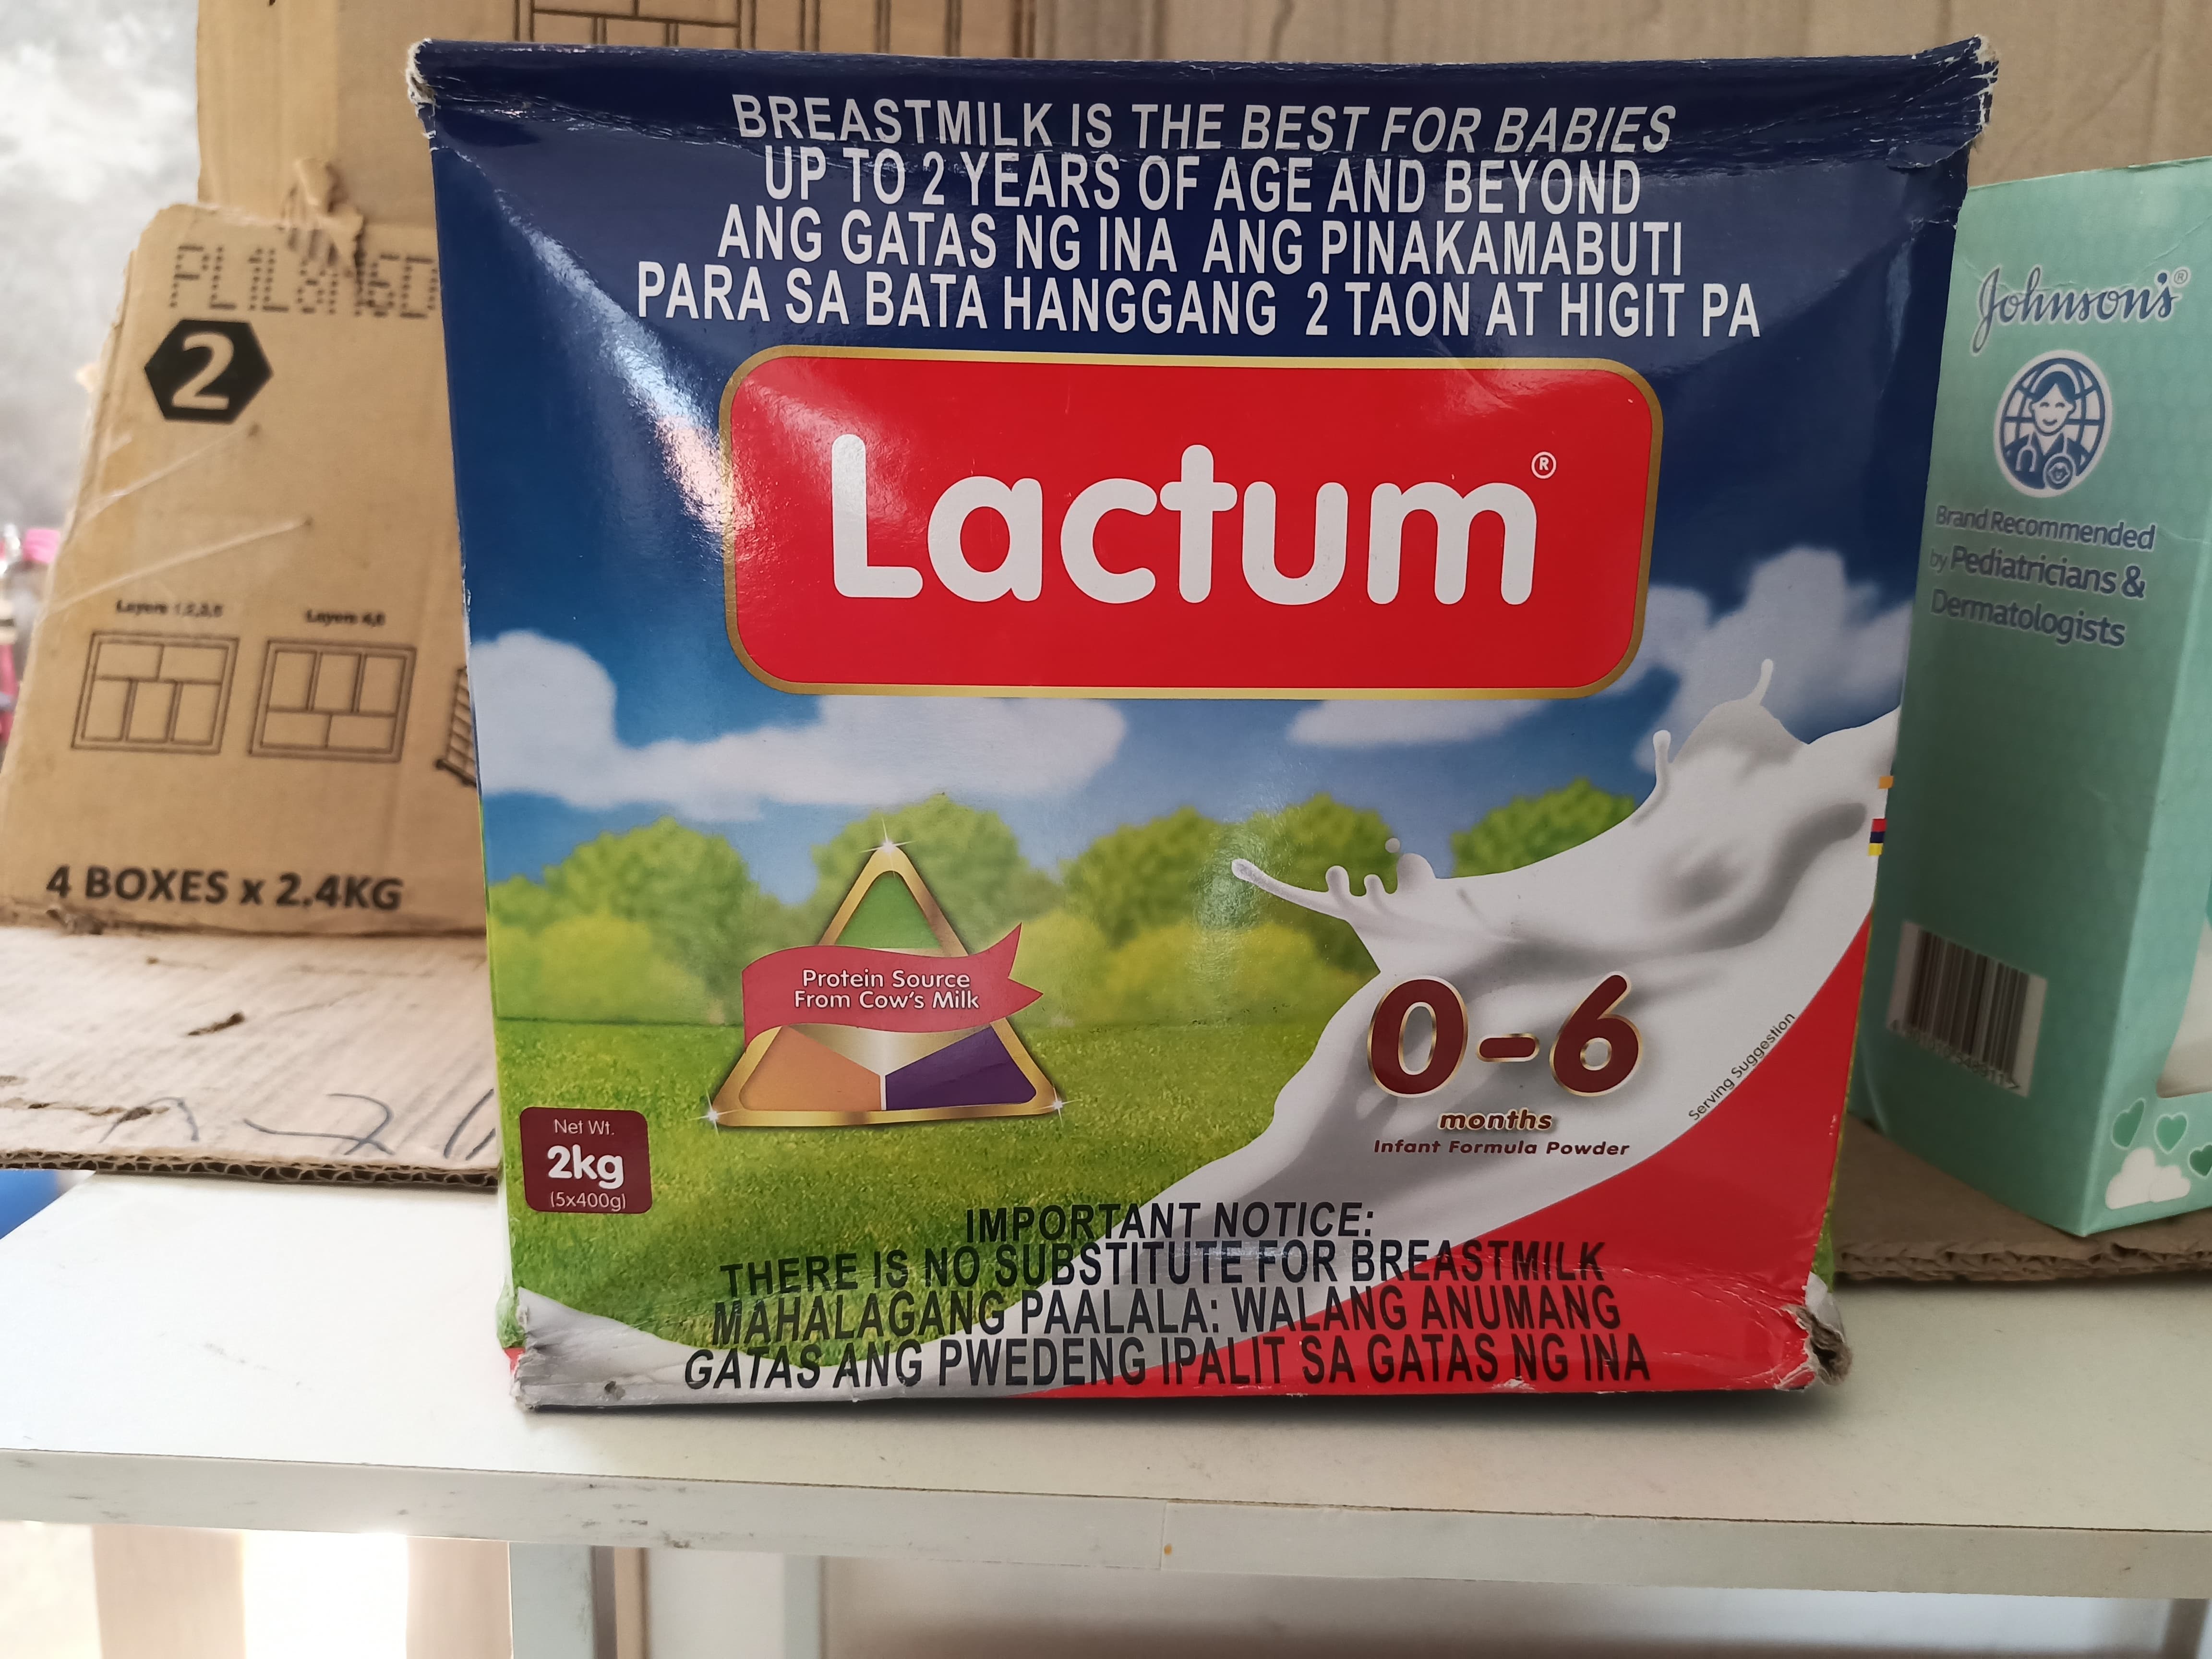 BREASTMILK IS THE BEST FOR BABIES
UP TO 2 YEARS OF AGE AND BEYOND
ANG GATAS NG INA ANG PINAKAMABUTI
PARA SA BATA HANGGANG 2 TAON AT HIGIT PA
Lactum®
Protein Source
From Cow's Milk
0-6
months
Infant Formula Powder
Serving Suggestion
Net Wt.
2kg
(5x400g)
IMPORTANT NOTICE:
THERE IS NO SUBSTITUTE FOR BREASTMILK
MAHALAGANG PAALALA: WALANG ANUMANG
GATAS ANG PWEDENG IPALIT SA GATAS NG INA
2
4 BOXES x 2.4KG
Johnson's®
Brand Recommended
by Pediatricians &
Dermatologists